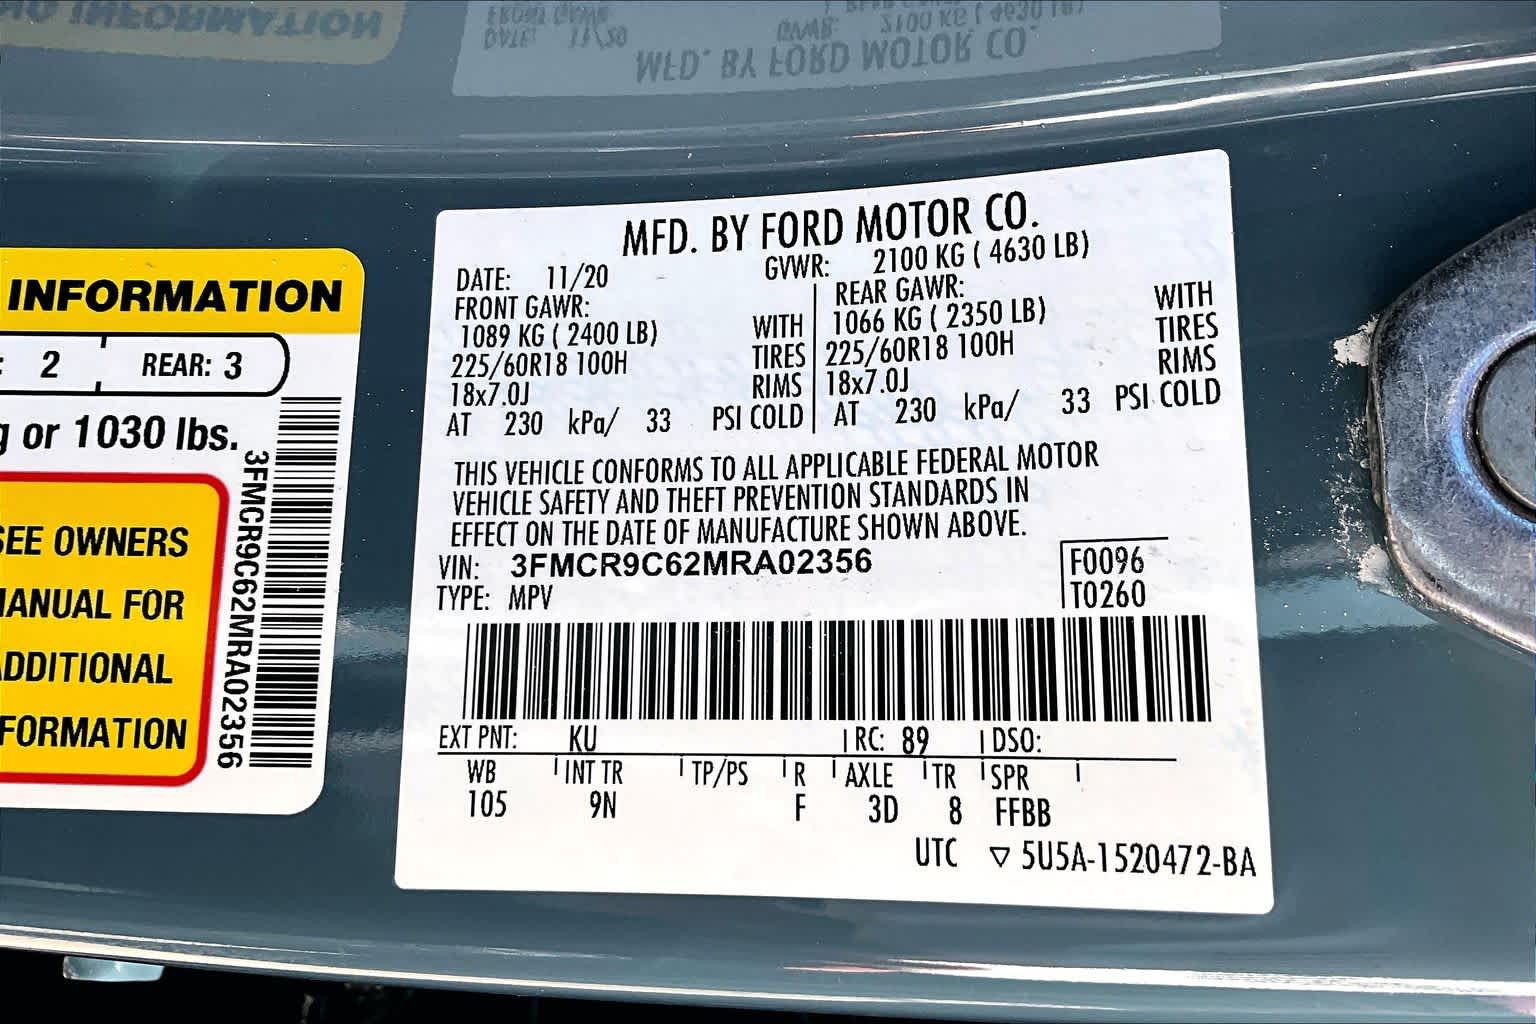 INFORMATION
: 2 REAR: 3
g or 1030 lbs.
SEE OWNERS
MANUAL FOR
ADDITIONAL
NFORMATION
3FMCR9C62MRA02356
MFD. BY FORD MOTOR CO.
DATE: 11/20 GVWR: 2100 KG ( 4630 LB)
FRONT GAWR: REAR GAWR:
1089 KG ( 2400 LB) WITH 1066 KG ( 2350 LB) WITH
225/60R18 100H TIRES 225/60R18 100H TIRES
18x7.0J RIMS 18x7.0J RIMS
AT 230 kPa/ 33 PSI COLD AT 230 kPa/ 33 PSI COLD
THIS VEHICLE CONFORMS TO ALL APPLICABLE FEDERAL MOTOR
VEHICLE SAFETY AND THEFT PREVENTION STANDARDS IN
EFFECT ON THE DATE OF MANUFACTURE SHOWN ABOVE.
VIN: 3FMCR9C62MRA02356 F0096
TYPE: MPV T0260
EXT PNT: KU RC: 89 DSO:
WB INT TR TP/PS R AXLE TR SPR
105 9N F 3D 8 FFBB
UTC ▽ 5U5A-1520472-BA